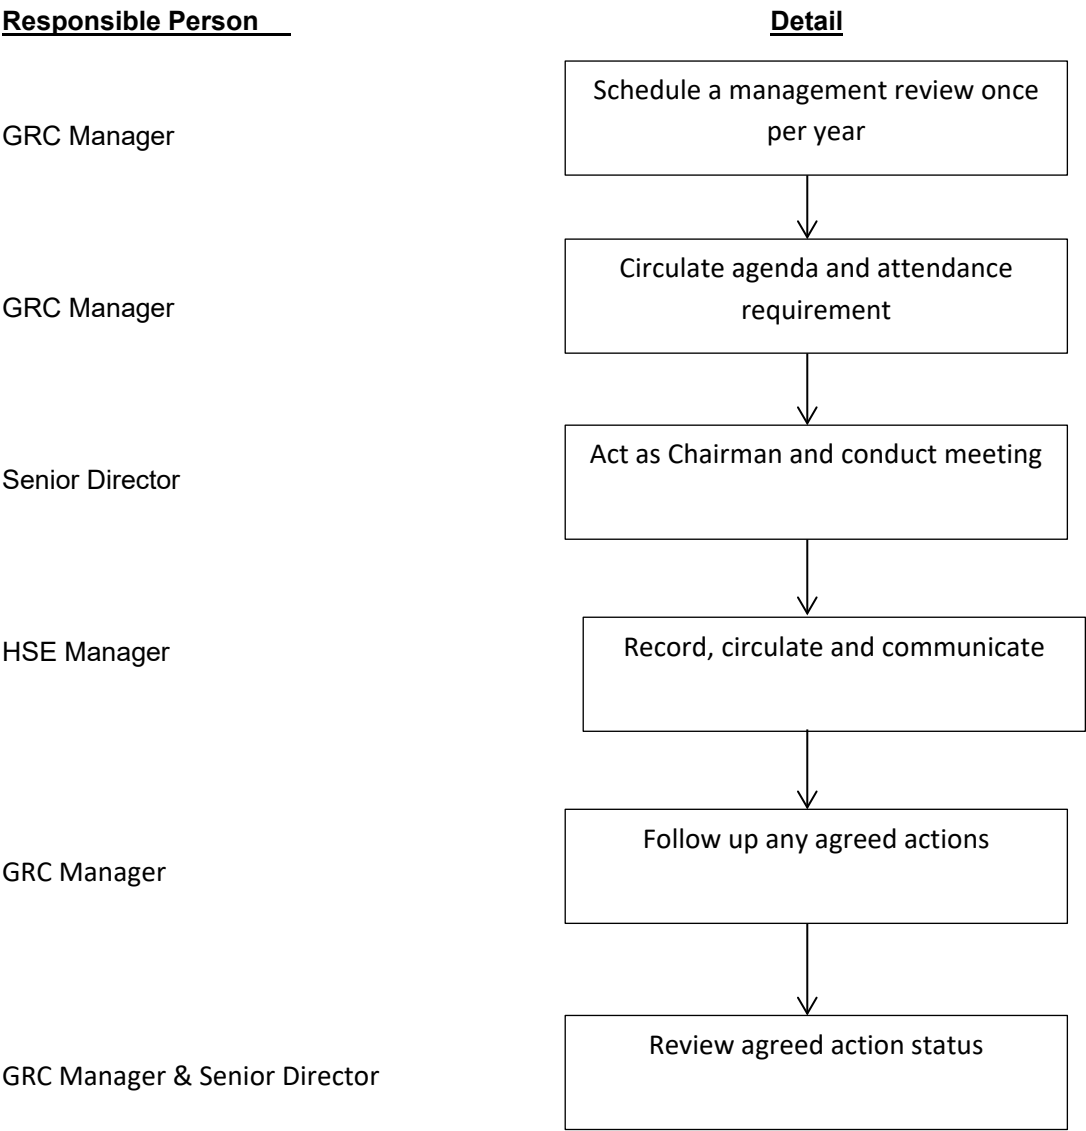 Responsible Person
Detail
GRC Manager
Schedule a management review once
per year
GRC Manager
Circulate agenda and attendance
requirement
Senior Director
Act as Chairman and conduct meeting
HSE Manager
Record, circulate and communicate
GRC Manager
Follow up any agreed actions
GRC Manager & Senior Director
Review agreed action status